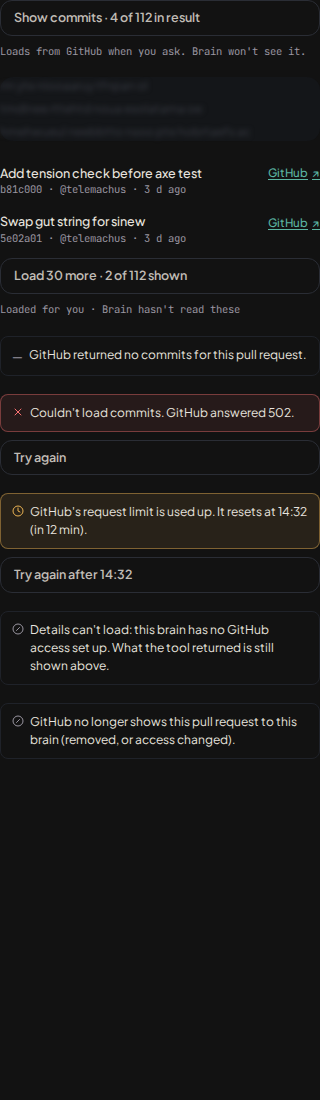 Show commits · 4 of 112 in result
Loads from GitHub when you ask. Brain won't see it.
Add tension check before axe test
GitHub ↗
b81c000 · @telemachus · 3 d ago
Swap gut string for sinew
GitHub ↗
5e02a01 · @telemachus · 3 d ago
Load 30 more · 2 of 112 shown
Loaded for you · Brain hasn't read these
GitHub returned no commits for this pull request.
Couldn't load commits. GitHub answered 502.
Try again
GitHub's request limit is used up. It resets at 14:32
(in 12 min).
Try again after 14:32
Details can't load: this brain has no GitHub
access set up. What the tool returned is still
shown above.
GitHub no longer shows this pull request to this
brain (removed, or access changed).